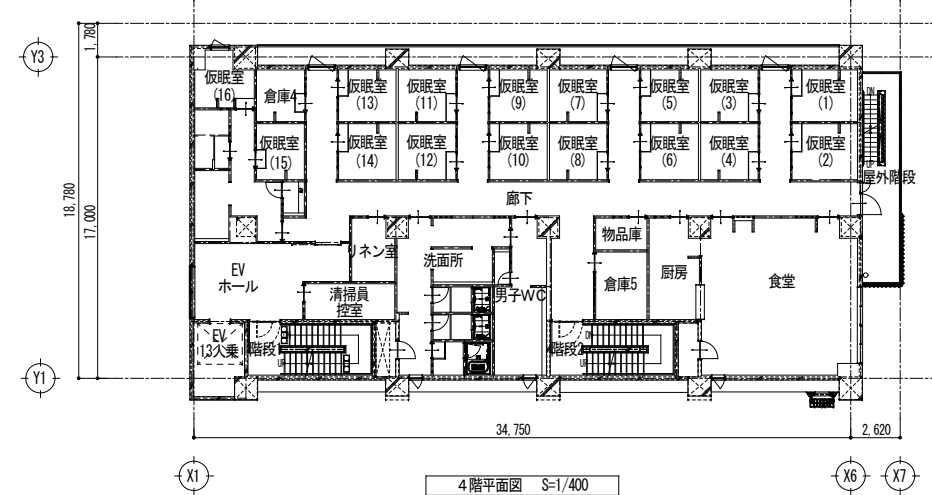 1,780
Y3
18,780
17,000
Y1
仮眠室
(16)
倉庫4
仮眠室
(13)
仮眠室
(11)
仮眠室
(9)
仮眠室
(7)
仮眠室
(5)
仮眠室
(3)
仮眠室
(1)
仮眠室
(15)
仮眠室
(14)
仮眠室
(12)
仮眠室
(10)
仮眠室
(8)
仮眠室
(6)
仮眠室
(4)
仮眠室
(2)
DN
UP
屋外階段
廊下
リネン室
洗面所
物品庫
EV
ホール
清掃員
控室
男子WC
倉庫5
厨房
食堂
EV
13人乗
階段1
DN
UP
階段2
DN
UP
34,750
2,620
X1
X6
X7
4階平面図 S=1/400